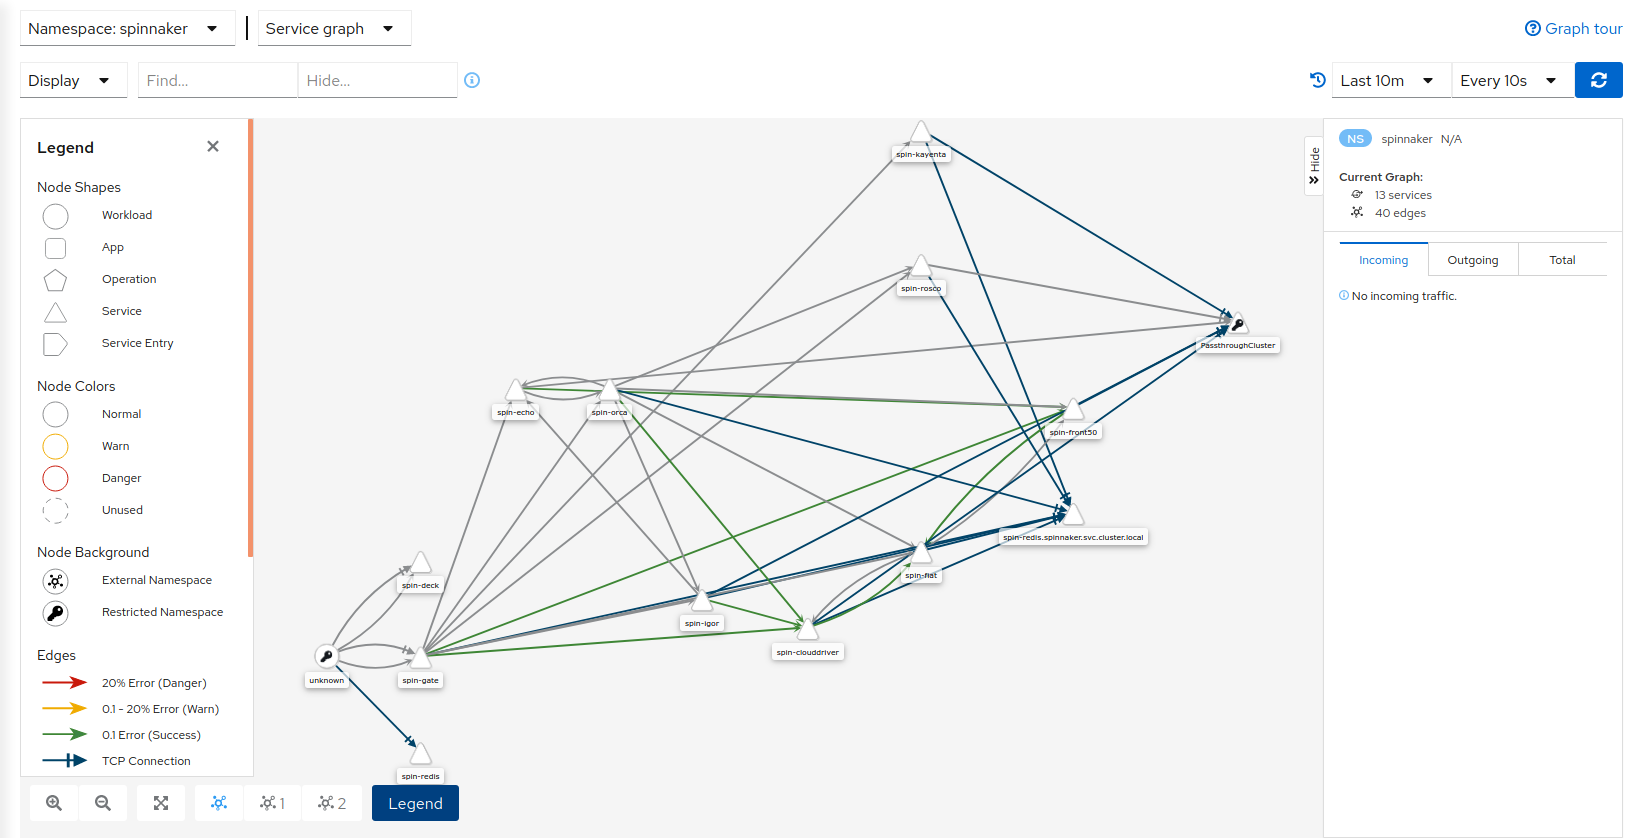 Namespace: spinnaker
Service graph
Graph tour
Display
Find...
Hide...
Last 10m
Every 10s
Legend
Node Shapes
Workload
App
Operation
Service
Service Entry
Node Colors
Normal
Warn
Danger
Unused
Node Background
External Namespace
Restricted Namespace
Edges
20% Error (Danger)
0.1 - 20% Error (Warn)
0.1 Error (Success)
TCP Connection
spin-kayenta
spin-rosco
PassthroughCluster
spin-echo
spin-orca
spin-front50
spin-redis.spinnaker.svc.cluster.local
spin-deck
spin-fiat
spin-igor
spin-clouddriver
unknown
spin-gate
spin-redis
1
2
Legend
Hide
NS spinnaker N/A
Current Graph:
13 services
40 edges
Incoming
Outgoing
Total
No incoming traffic.